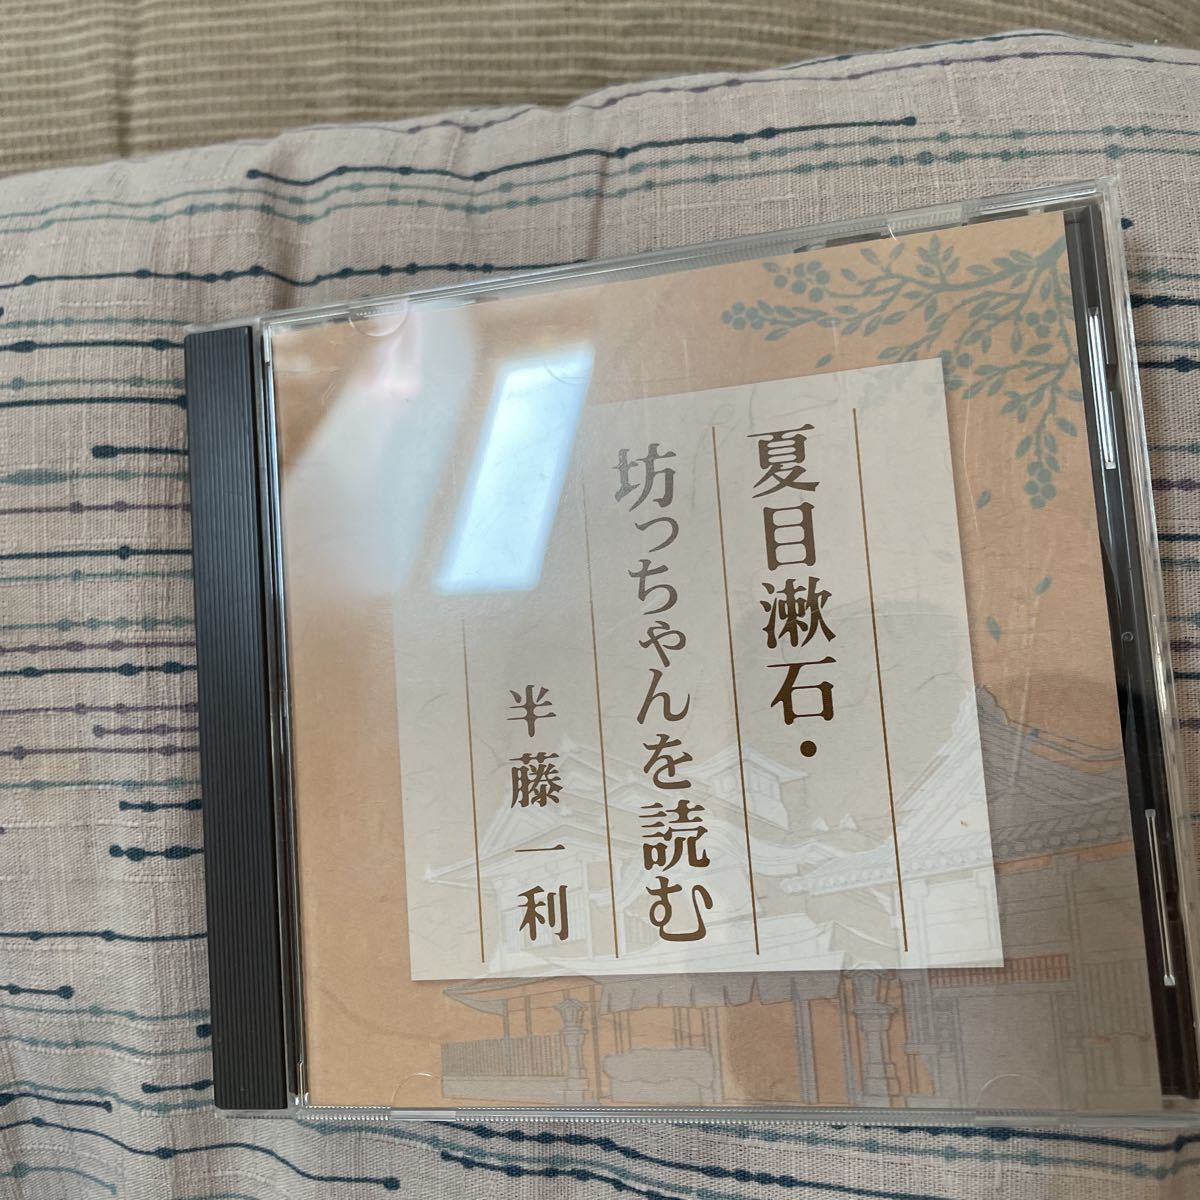 夏目漱石・
坊っちゃんを読む
半藤一利